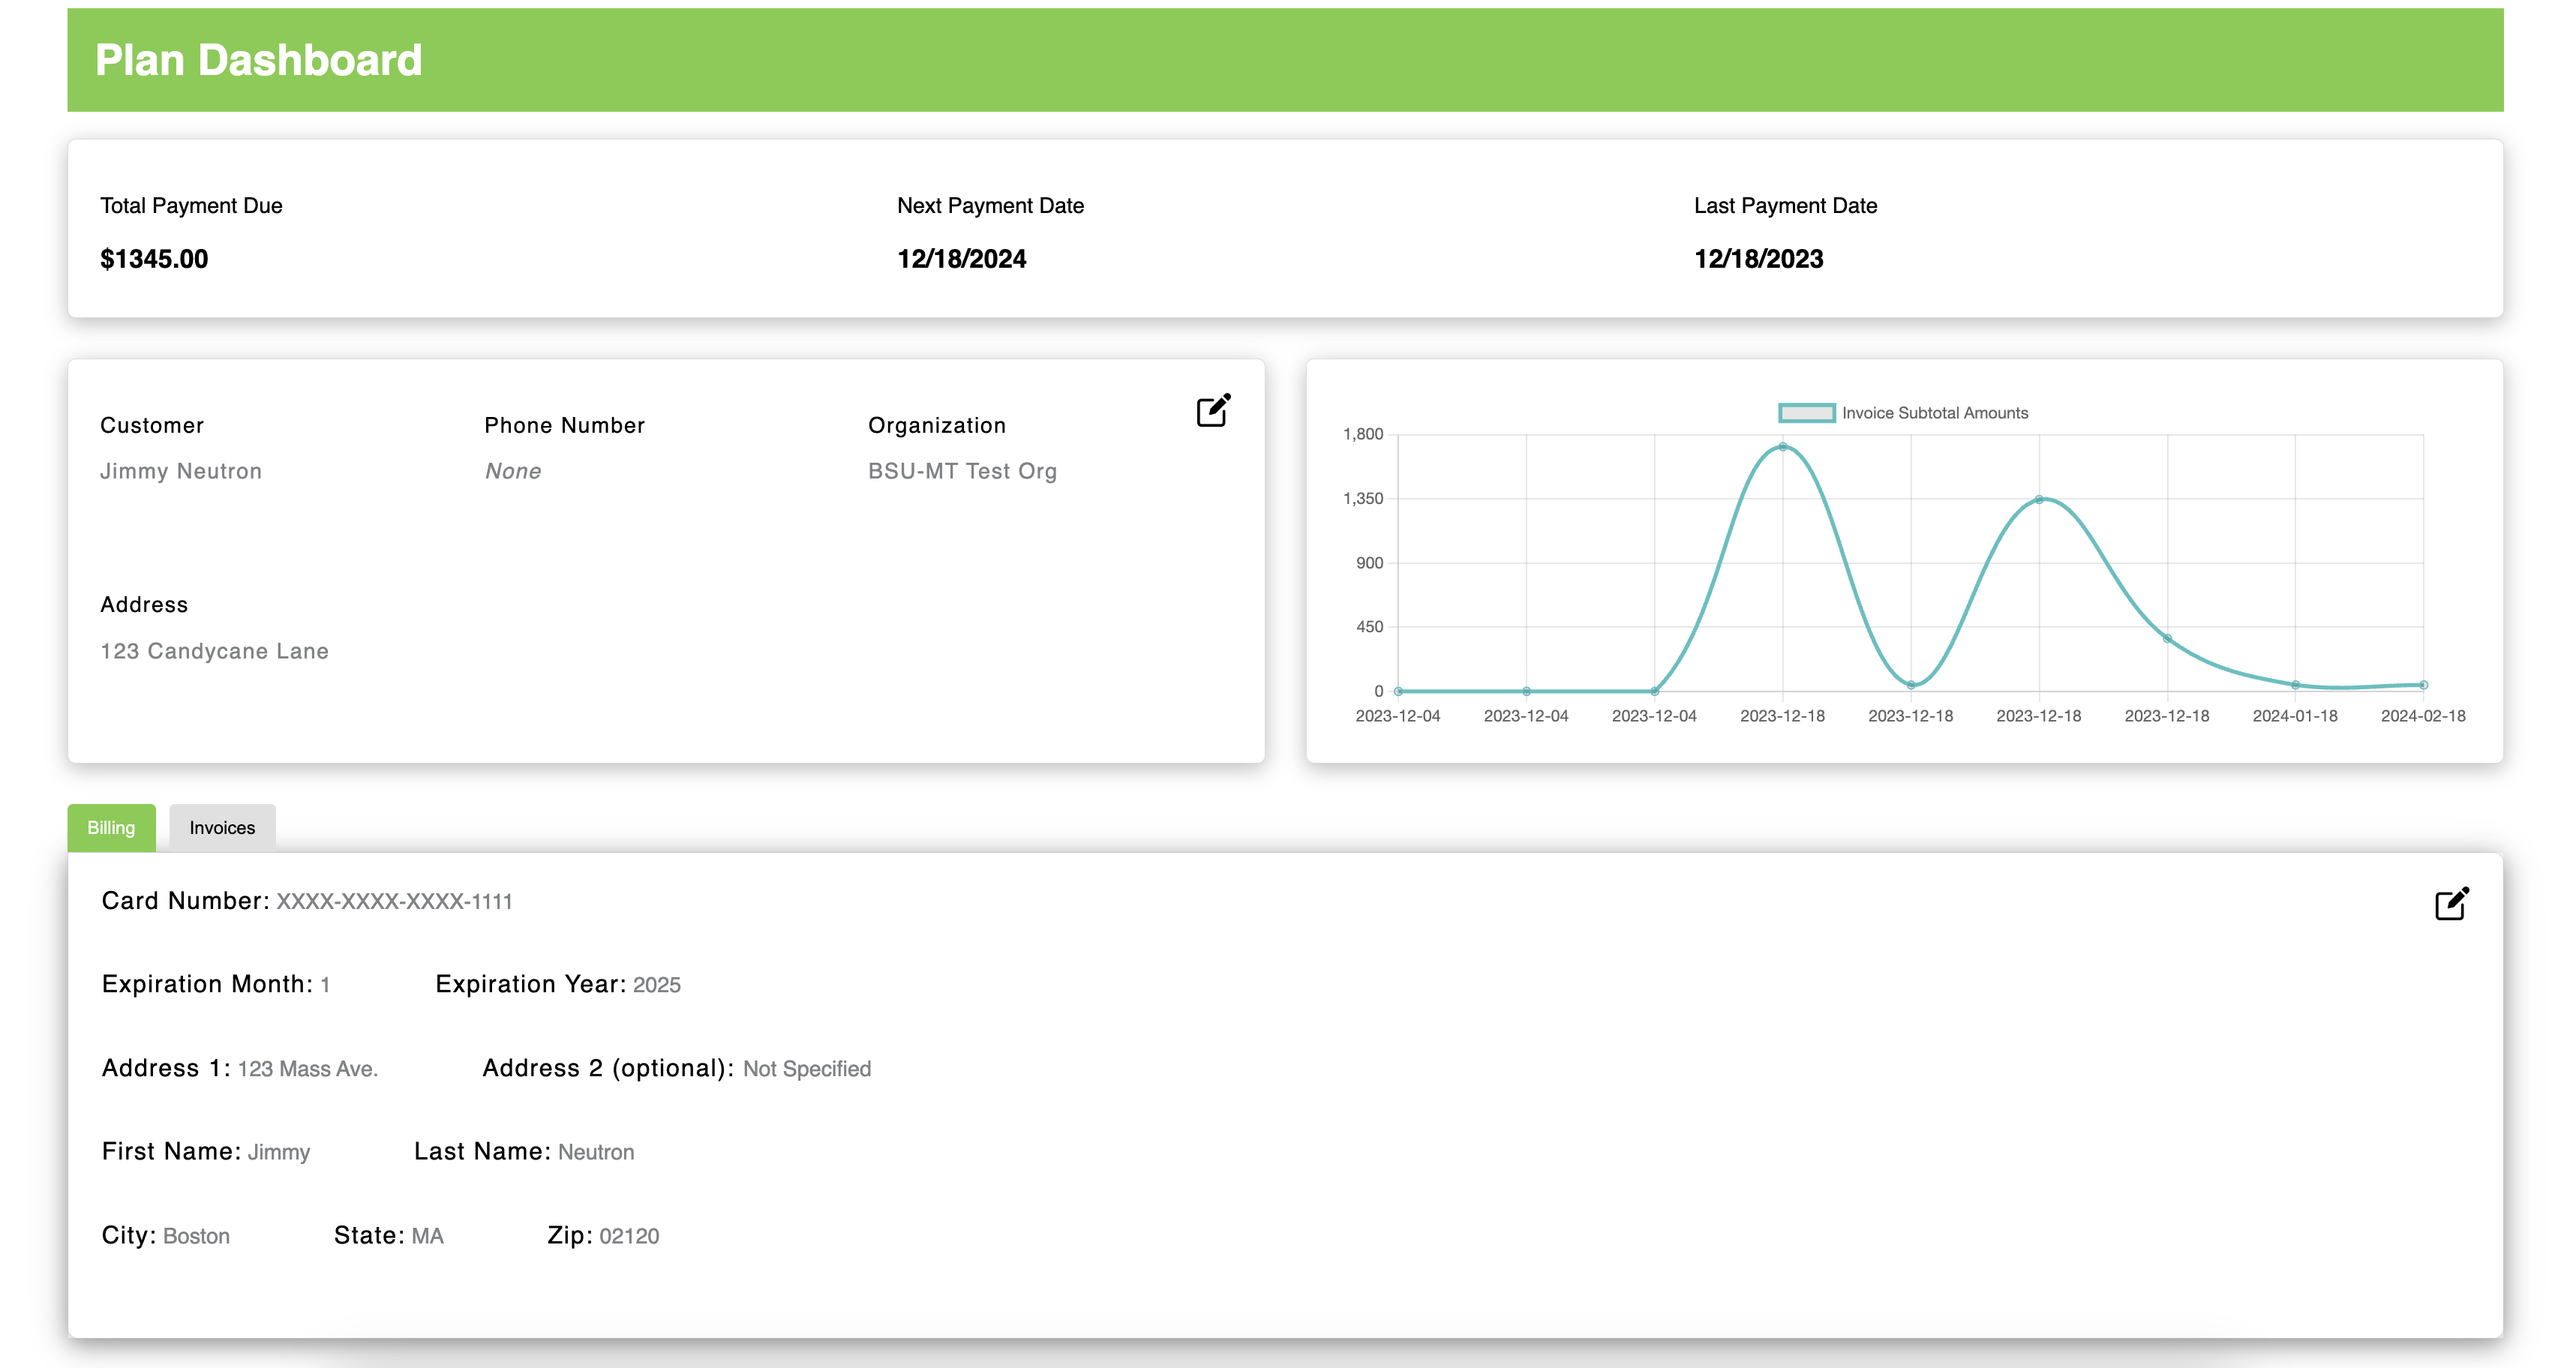 Plan Dashboard
Total Payment Due
$1345.00
Next Payment Date
12/18/2024
Last Payment Date
12/18/2023
Customer
Jimmy Neutron
Phone Number
None
Organization
BSU-MT Test Org
Address
123 Candycane Lane
Invoice Subtotal Amounts
1,800
1,350
900
450
0
2023-12-04 2023-12-04 2023-12-04 2023-12-18 2023-12-18 2023-12-18 2023-12-18 2024-01-18 2024-02-18
Billing Invoices
Card Number: XXXX-XXXX-XXXX-1111
Expiration Month: 1 Expiration Year: 2025
Address 1: 123 Mass Ave. Address 2 (optional): Not Specified
First Name: Jimmy Last Name: Neutron
City: Boston State: MA Zip: 02120